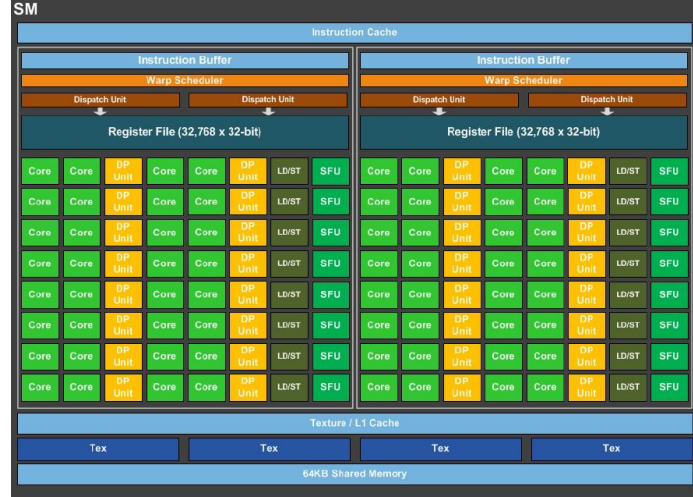 SM
Instruction Cache
Instruction Buffer Instruction Buffer
Warp Scheduler Warp Scheduler
Dispatch Unit Dispatch Unit Dispatch Unit Dispatch Unit
Register File (32,768 x 32-bit) Register File (32,768 x 32-bit)
Core Core DP Unit Core Core DP Unit LD/ST SFU Core Core DP Unit Core Core DP Unit LD/ST SFU
Core Core DP Unit Core Core DP Unit LD/ST SFU Core Core DP Unit Core Core DP Unit LD/ST SFU
Core Core DP Unit Core Core DP Unit LD/ST SFU Core Core DP Unit Core Core DP Unit LD/ST SFU
Core Core DP Unit Core Core DP Unit LD/ST SFU Core Core DP Unit Core Core DP Unit LD/ST SFU
Core Core DP Unit Core Core DP Unit LD/ST SFU Core Core DP Unit Core Core DP Unit LD/ST SFU
Core Core DP Unit Core Core DP Unit LD/ST SFU Core Core DP Unit Core Core DP Unit LD/ST SFU
Core Core DP Unit Core Core DP Unit LD/ST SFU Core Core DP Unit Core Core DP Unit LD/ST SFU
Core Core DP Unit Core Core DP Unit LD/ST SFU Core Core DP Unit Core Core DP Unit LD/ST SFU
Texture / L1 Cache
Tex Tex Tex Tex
64KB Shared Memory